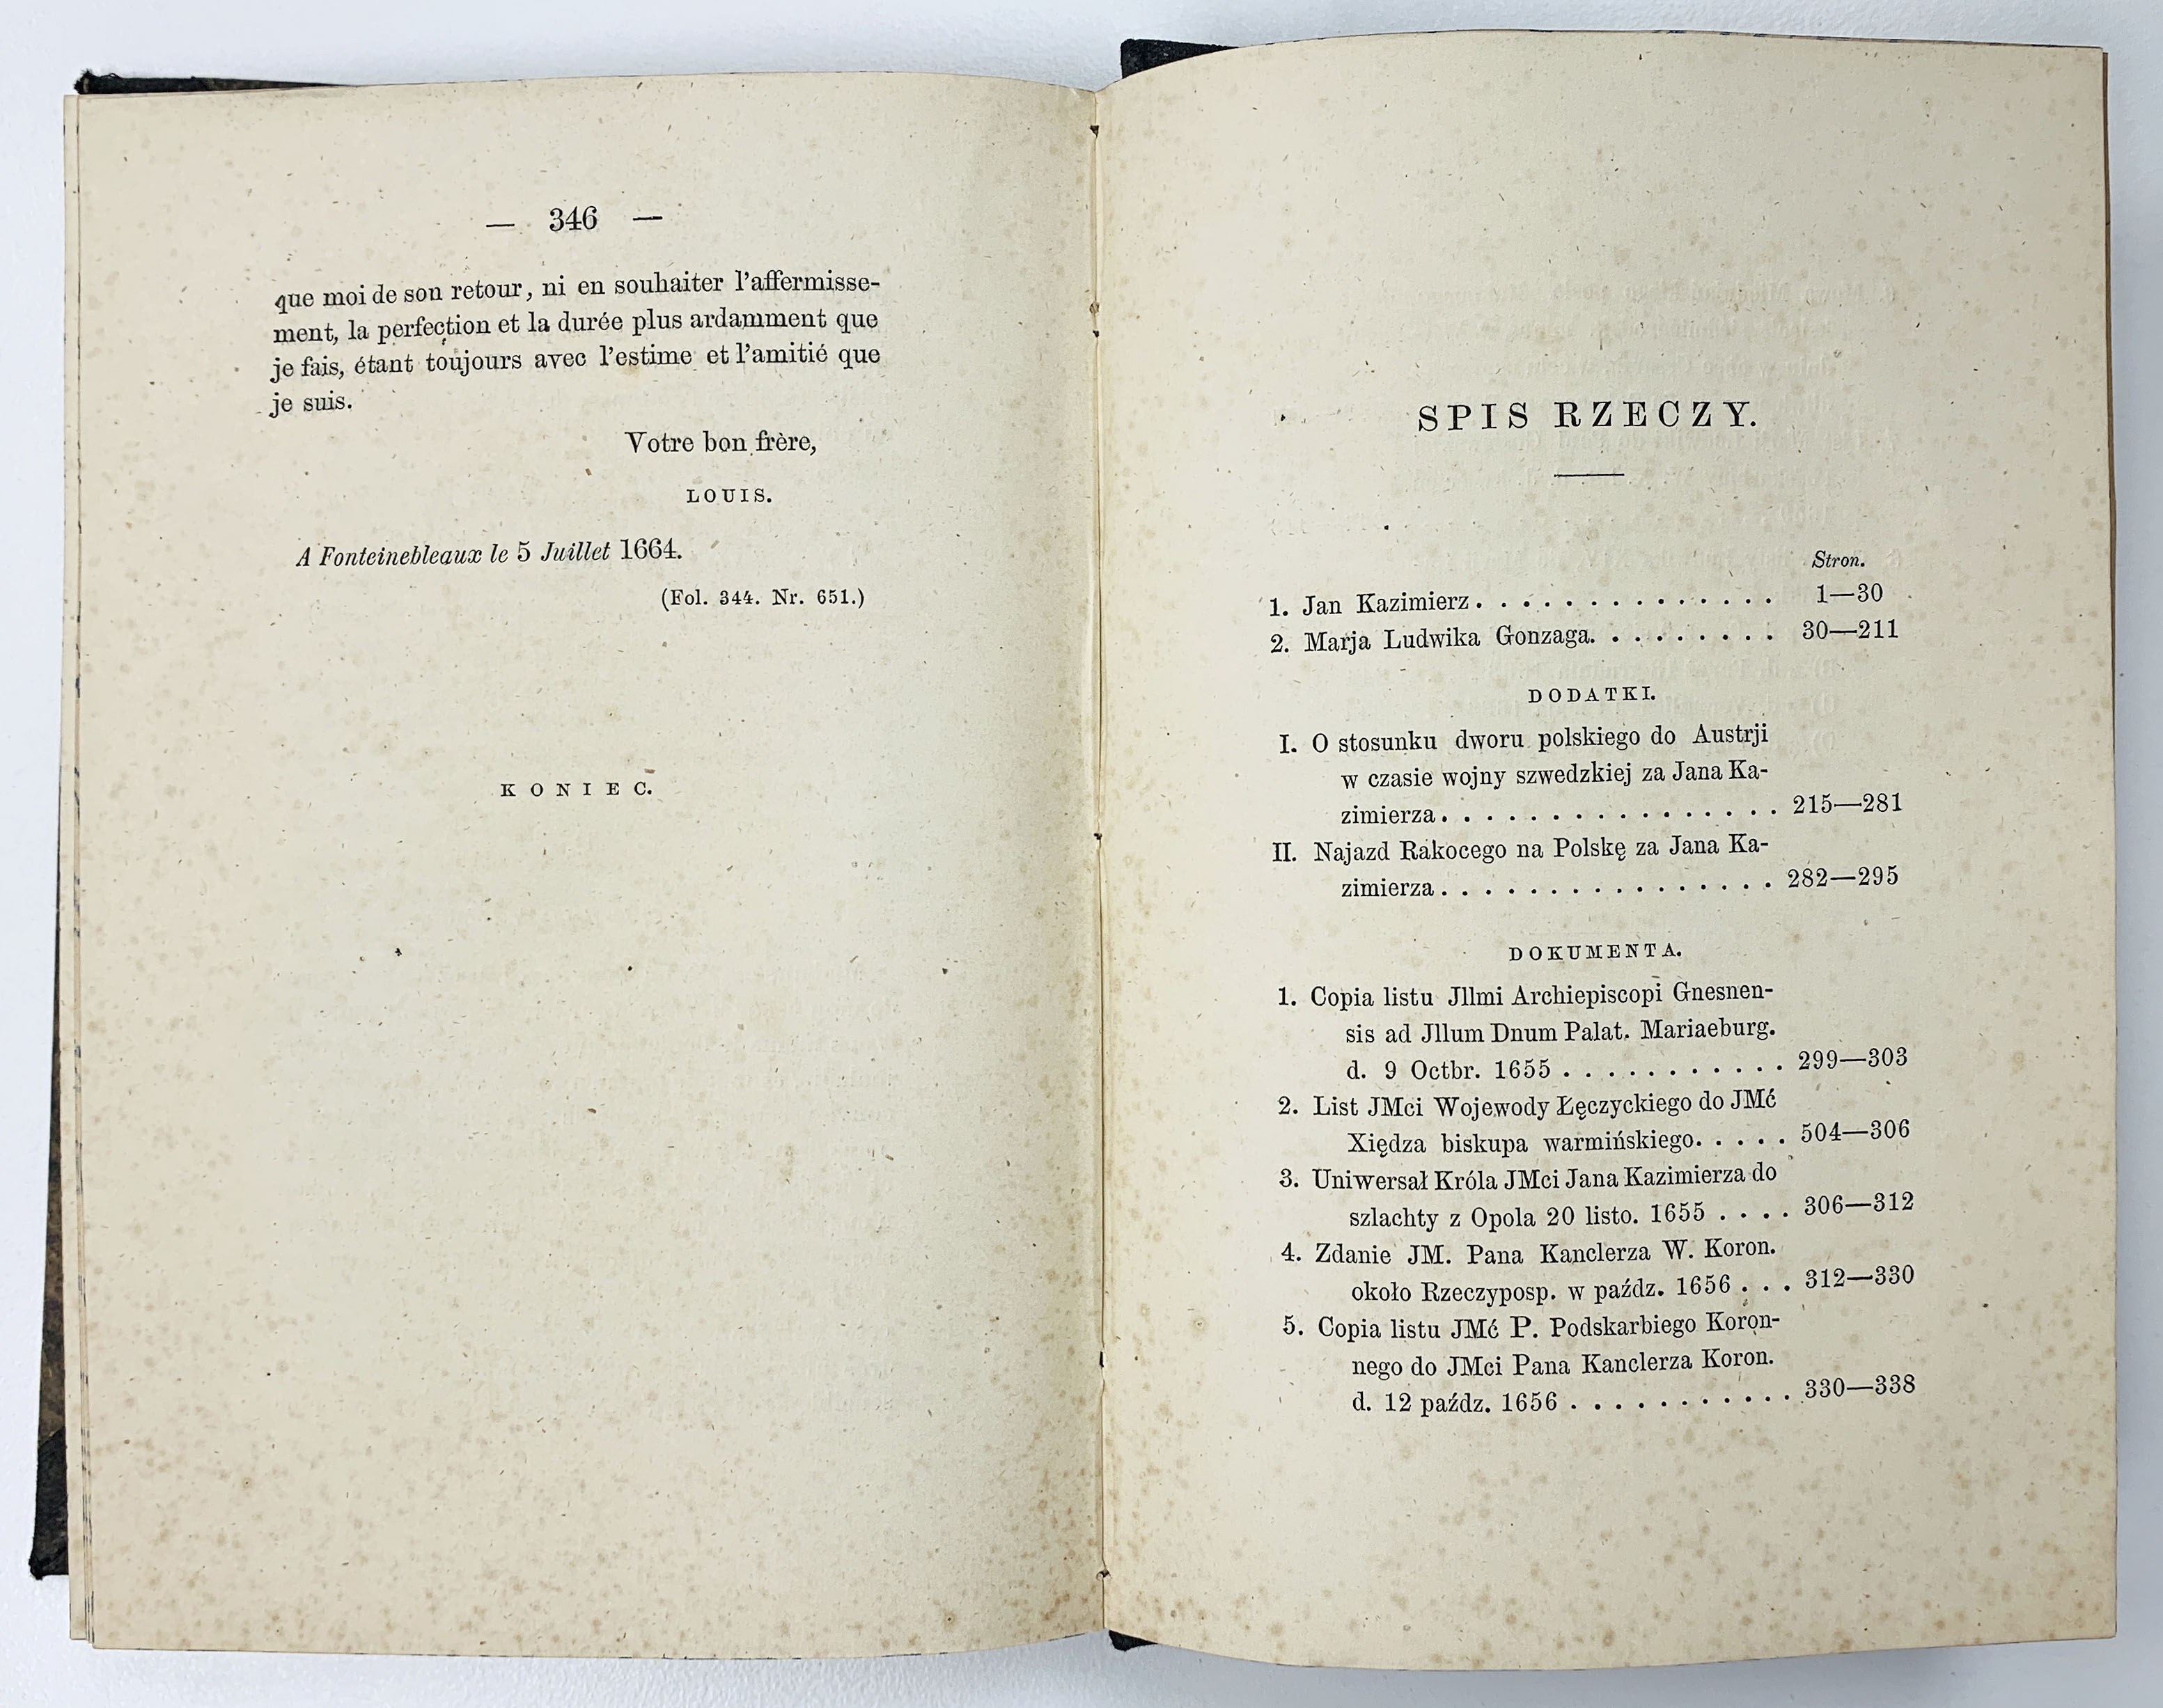 — 346 —
que moi de son retour, ni en souhaiter l'affermisse-
ment, la perfection et la durée plus ardamment que
je fais, étant toujours avec l'estime et l'amitié que
je suis.
Votre bon frère,
LOUIS.
A Fonteinebleaux le 5 Juillet 1664.
(Fol. 344. Nr. 651.)
KONIEC.
SPIS RZECZY.
Stron.
1. Jan Kazimierz. . . . . . . . . . . . . . 1—30
2. Marja Ludwika Gonzaga. . . . . . . . . 30—211
DODATKI.
I. O stosunku dworu polskiego do Austrji
w czasie wojny szwedzkiej za Jana Ka-
zimierza. . . . . . . . . . . . . . . . 215—281
II. Najazd Rakocego na Polskę za Jana Ka-
zimierza. . . . . . . . . . . . . . . . 282—295
DOKUMENTA.
1. Copia listu Jllmi Archiepiscopi Gnesnen-
sis ad Jllum Dnum Palat. Mariaeburg.
d. 9 Octbr. 1655 . . . . . . . . . . . 299—303
2. List JMci Wojewody Łęczyckiego do JMć
Xiędza biskupa warmińskiego. . . . . 504—306
3. Uniwersał Króla JMci Jana Kazimierza do
szlachty z Opola 20 listo. 1655 . . . . 306—312
4. Zdanie JM. Pana Kanclerza W. Koron.
około Rzeczyposp. w paźdz. 1656 . . . 312—330
5. Copia listu JMć P. Podskarbiego Koron-
nego do JMci Pana Kanclerza Koron.
d. 12 paźdz. 1656 . . . . . . . . . . . 330—338